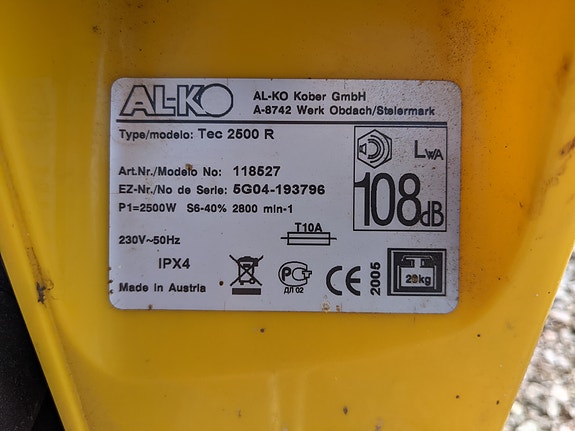 AL-KO
AL-KO Kober GmbH
A-8742 Werk Obdach/Steiermark
Type/modelo: Tec 2500 R
Art.Nr./Modelo No: 118527
EZ-Nr./No de Serie: 5G04-193796
P1=2500W S6-40% 2800 min-1
230V~50Hz
T10A
IPX4
Made in Austria
LWA
108dB
ДЛ 02
CE
2005
28kg